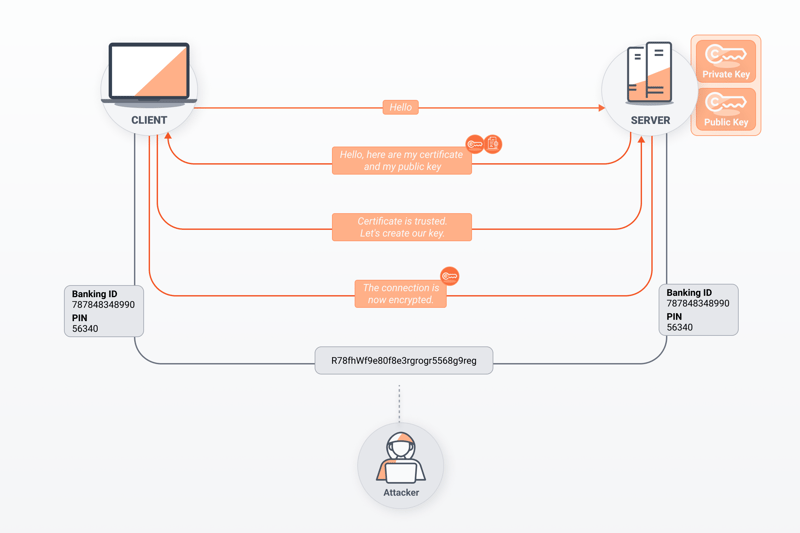 Private Key
Public Key
CLIENT
SERVER
Hello
Hello, here are my certificate
and my public key
Certificate is trusted.
Let's create our key.
The connection is
now encrypted.
Banking ID
787848348990
PIN
56340
Banking ID
787848348990
PIN
56340
R78fhWf9e80f8e3rgrogr5568g9reg
Attacker